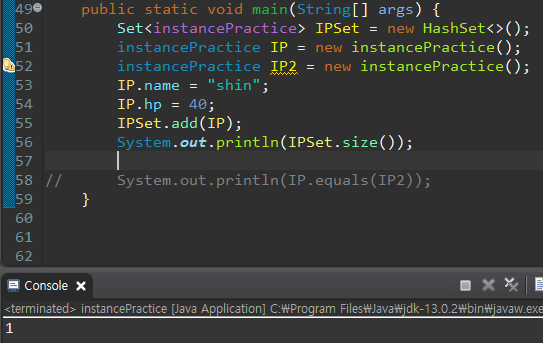 49 public static void main(String[] args) {
50 Set<instancePractice> IPSet = new HashSet<>();
51 instancePractice IP = new instancePractice();
52 instancePractice IP2 = new instancePractice();
53 IP.name = "shin";
54 IP.hp = 40;
55 IPSet.add(IP);
56 System.out.println(IPSet.size());
57
58 // System.out.println(IP.equals(IP2));
59 }
60
61
62
Console
<terminated> instancePractice [Java Application] C:₩Program Files₩Java₩jdk-13.0.2₩bin₩javaw.exe
1